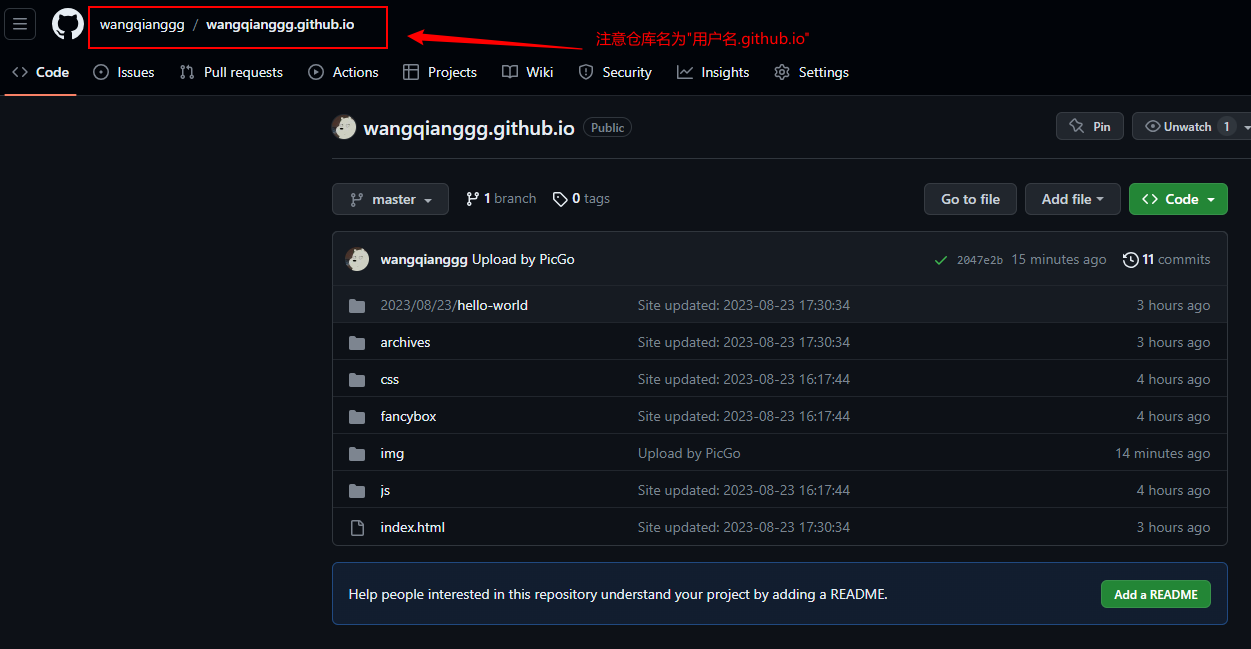 wangqianggg / wangqianggg.github.io
注意仓库名为"用户名.github.io"
Code Issues Pull requests Actions Projects Wiki Security Insights Settings
wangqianggg.github.io Public Pin Unwatch 1
master 1 branch 0 tags Go to file Add file Code
wangqianggg Upload by PicGo 2047e2b 15 minutes ago 11 commits
2023/08/23/hello-world Site updated: 2023-08-23 17:30:34 3 hours ago
archives Site updated: 2023-08-23 17:30:34 3 hours ago
css Site updated: 2023-08-23 16:17:44 4 hours ago
fancybox Site updated: 2023-08-23 16:17:44 4 hours ago
img Upload by PicGo 14 minutes ago
js Site updated: 2023-08-23 16:17:44 4 hours ago
index.html Site updated: 2023-08-23 17:30:34 3 hours ago
Help people interested in this repository understand your project by adding a README. Add a README